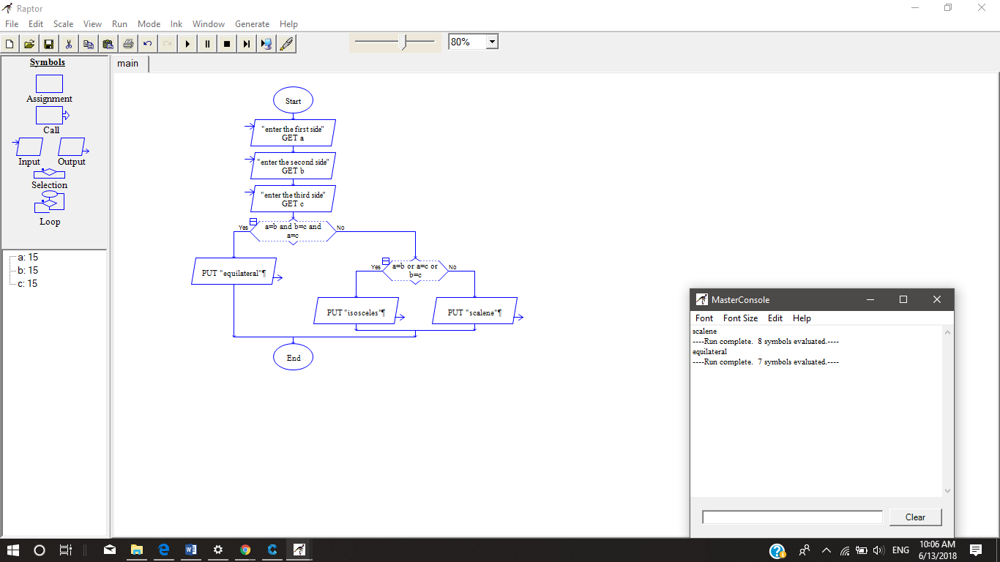 Raptor
File Edit Scale View Run Mode Ink Window Generate Help
80%
Symbols
Assignment
Call
Input Output
Selection
Loop
a: 15
b: 15
c: 15
main
Start
"enter the first side"
GET a
"enter the second side"
GET b
"enter the third side"
GET c
Yes
a=b and b=c and
a=c
No
PUT "equilateral"¶
Yes
a=b or a=c or
b=c
No
PUT "isosceles"¶
PUT "scalene"¶
End
MasterConsole
Font Font Size Edit Help
scalene
----Run complete. 8 symbols evaluated.----
equilateral
----Run complete. 7 symbols evaluated.----
Clear
ENG
10:06 AM
6/13/2018